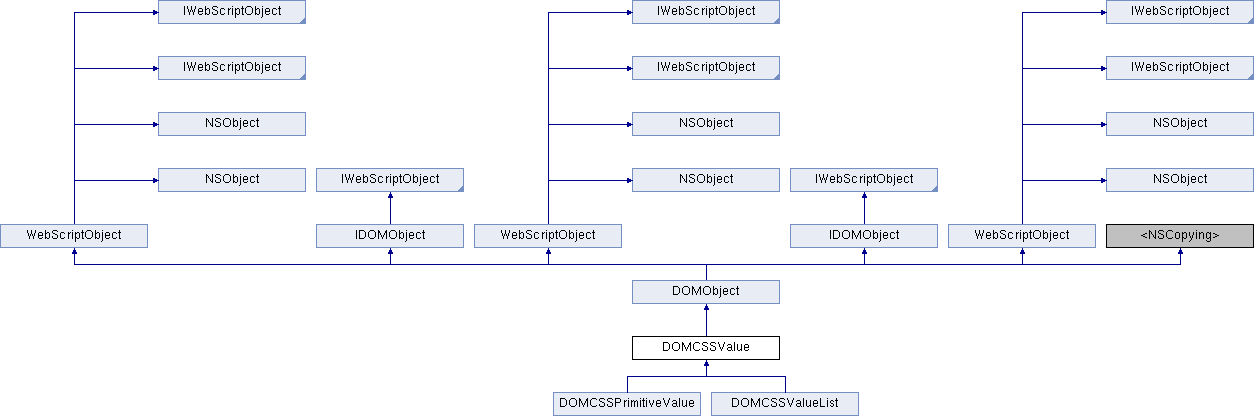 IWebScriptObject IWebScriptObject IWebScriptObject
IWebScriptObject IWebScriptObject IWebScriptObject
NSObject NSObject NSObject
NSObject IWebScriptObject NSObject IWebScriptObject NSObject
WebScriptObject IDOMObject WebScriptObject IDOMObject WebScriptObject <NSCopying>
DOMObject
DOMCSSValue
DOMCSSPrimitiveValue DOMCSSValueList